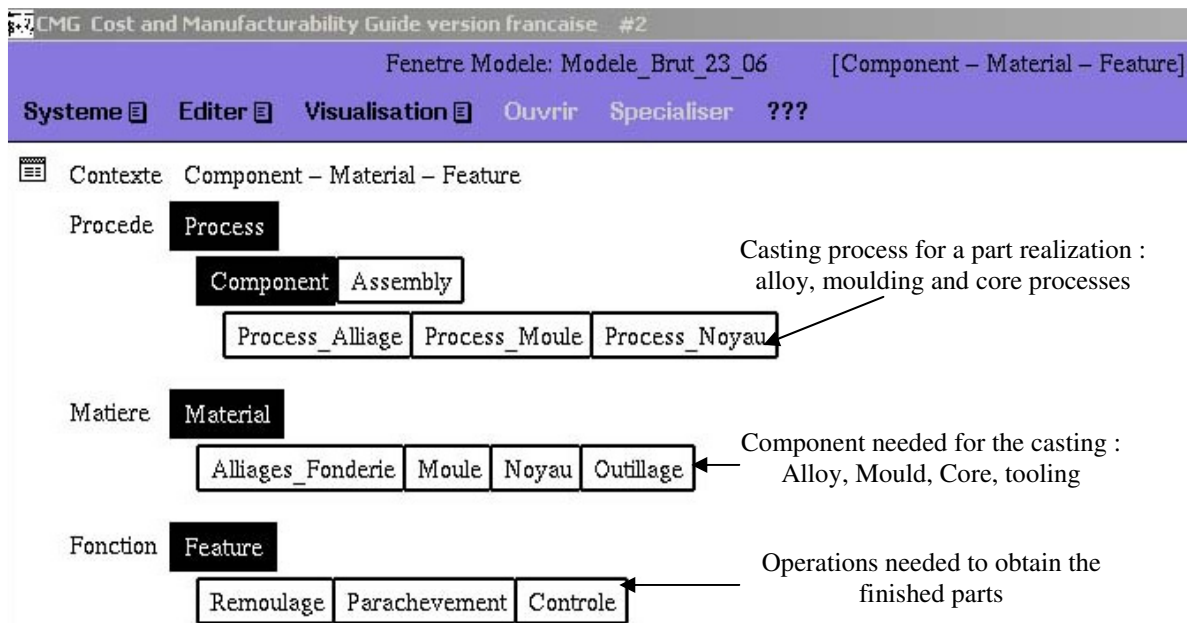 CMG Cost and Manufacturability Guide version francaise #2
Fenetre Modele: Modele_Brut_23_06 [Component – Material – Feature]
Systeme Editer Visualisation Ouvrir Specialiser ???
Contexte Component – Material – Feature
Procede Process
Component Assembly
Process_Alliage Process_Moule Process_Noyau
Casting process for a part realization :
alloy, moulding and core processes
Matiere Material
Alliages_Fonderie Moule Noyau Outillage
Component needed for the casting :
Alloy, Mould, Core, tooling
Fonction Feature
Remoulage Parachevement Controle
Operations needed to obtain the
finished parts